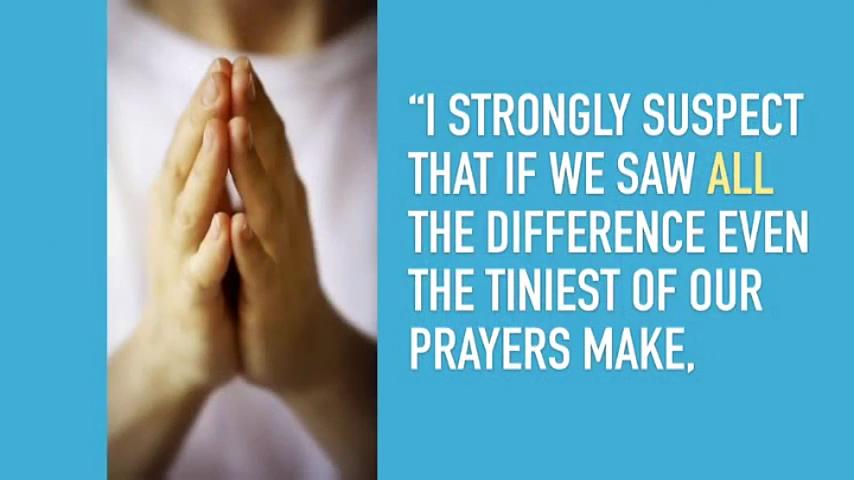 “I STRONGLY SUSPECT
THAT IF WE SAW ALL
THE DIFFERENCE EVEN
THE TINIEST OF OUR
PRAYERS MAKE,